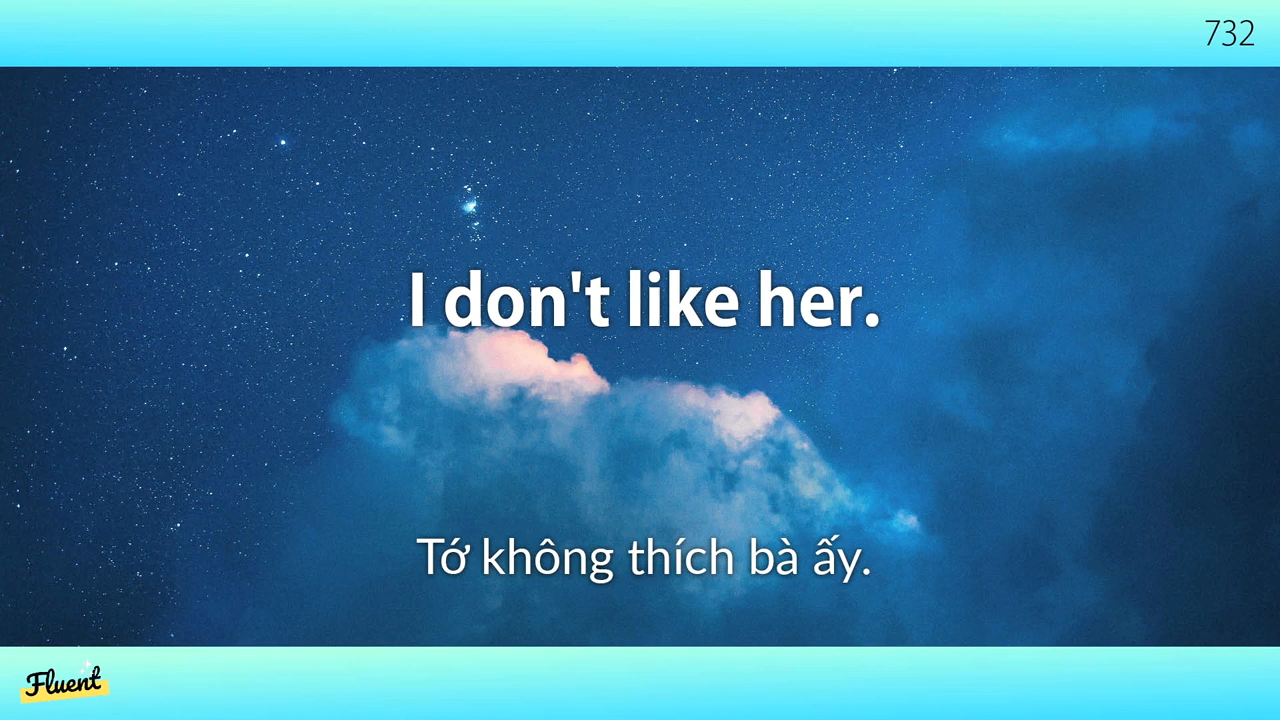 732
I don't like her.
Tớ không thích bà ấy.
Fluent